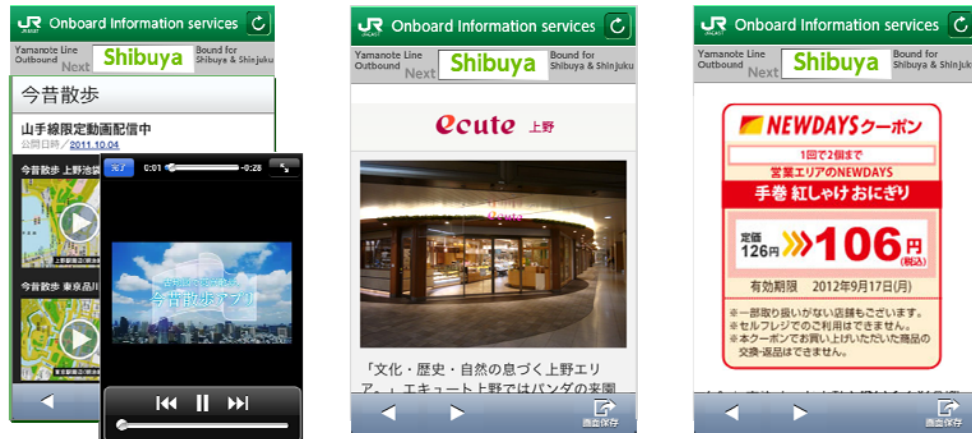 JR Onboard Information services
Yamanote Line
Outbound
Next
Shibuya
Bound for
Shibuya & Shinjuku
今昔散歩
山手線限定動画配信中
公開日時／2011.10.04
今昔散歩 上野池袋
今昔散歩 東京品川
完了
0:01
-0:28
今昔散歩アプリ
JR Onboard Information services
Yamanote Line
Outbound
Next
Shibuya
Bound for
Shibuya & Shinjuku
ecute 上野
ecute
「文化・歴史・自然の息づく上野エリ
ア。」エキュート上野ではパンダの来園
画面保存
JR Onboard Information services
Yamanote Line
Outbound
Next
Shibuya
Bound for
Shibuya & Shinjuku
NEWDAYSクーポン
1回で2個まで
営業エリアのNEWDAYS
手巻 紅しゃけ おにぎり
定価
126円
106円
(税込)
有効期限 2012年9月17日(月)
※一部取り扱いがない店舗もございます。
※セルフレジでのご利用はできません。
※本クーポンでお買い上げいただいた商品の
交換・返品はできません。
画面保存